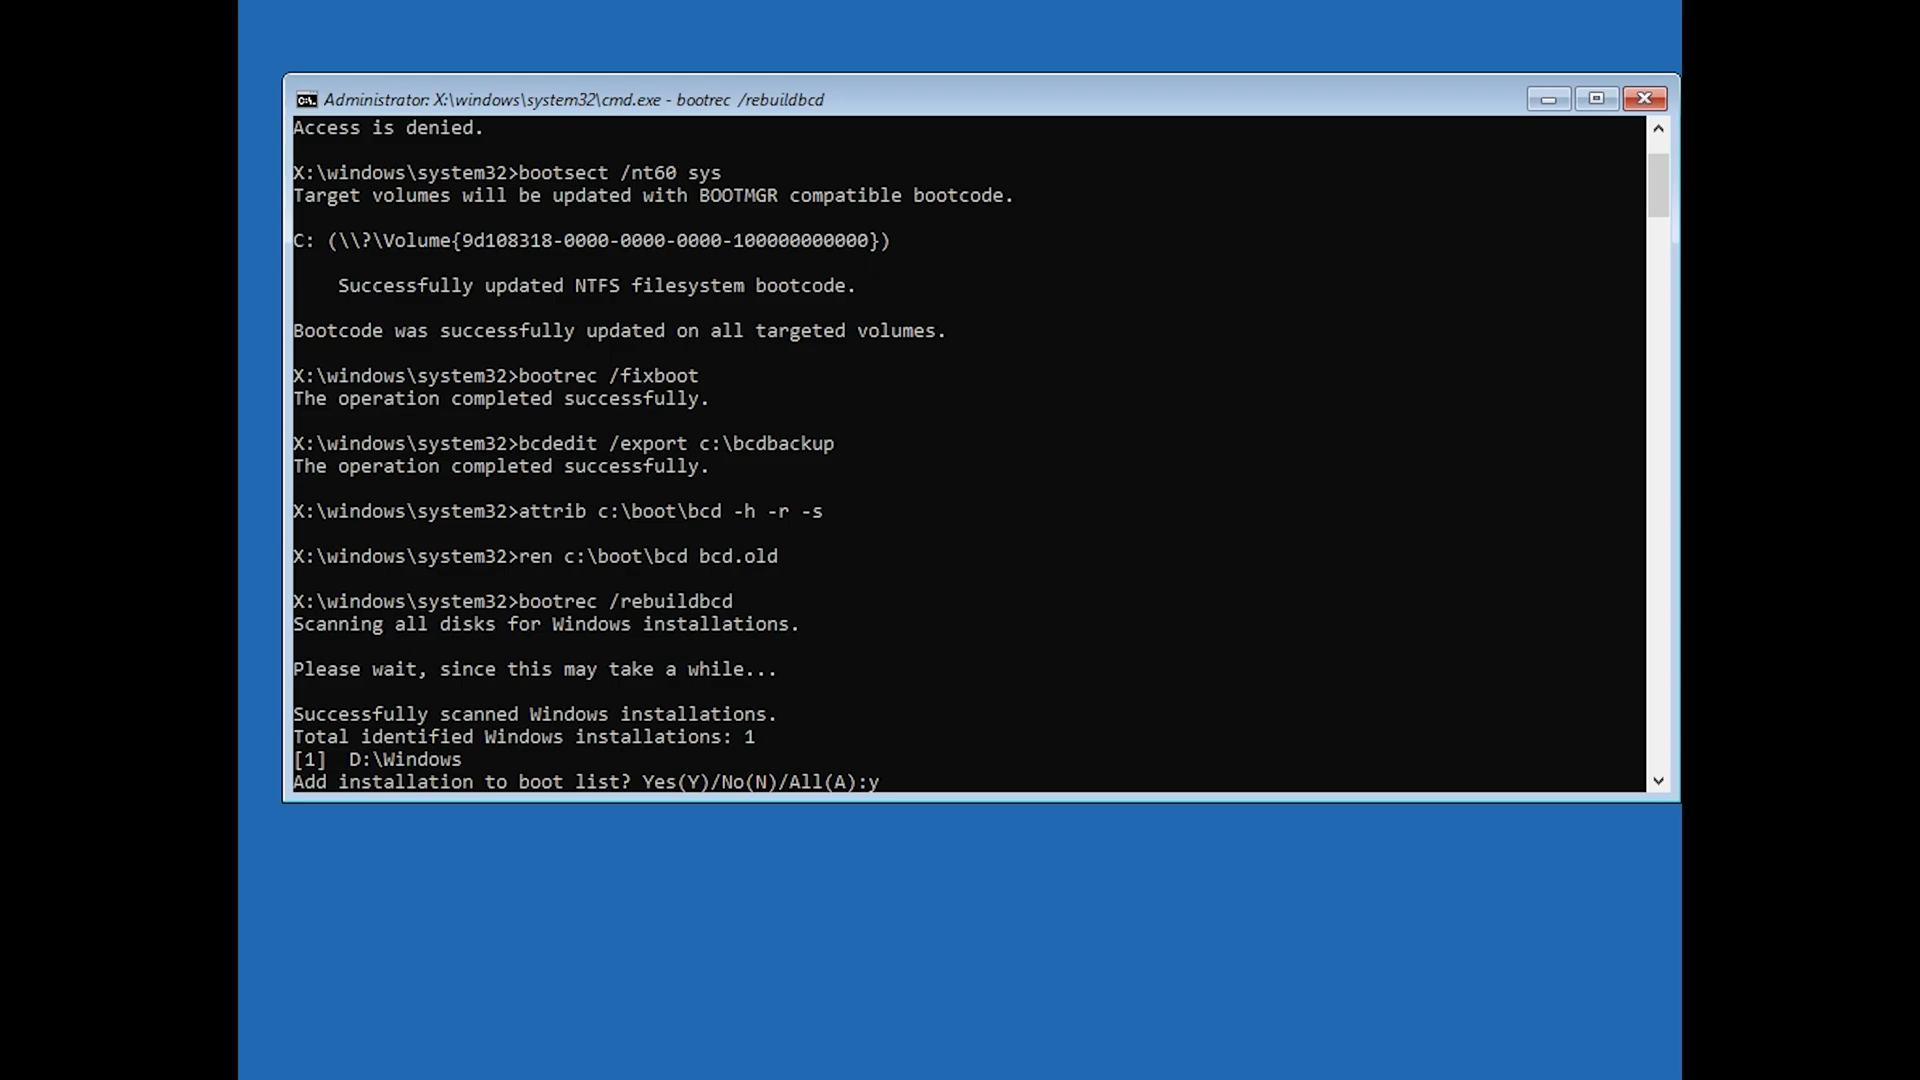 Administrator: X:\windows\system32\cmd.exe - bootrec /rebuildbcd
Access is denied.
X:\windows\system32>bootsect /nt60 sys
Target volumes will be updated with BOOTMGR compatible bootcode.
C: (\\?\Volume{9d108318-0000-0000-0000-100000000000})
Successfully updated NTFS filesystem bootcode.
Bootcode was successfully updated on all targeted volumes.
X:\windows\system32>bootrec /fixboot
The operation completed successfully.
X:\windows\system32>bcdedit /export c:\bcdbackup
The operation completed successfully.
X:\windows\system32>attrib c:\boot\bcd -h -r -s
X:\windows\system32>ren c:\boot\bcd bcd.old
X:\windows\system32>bootrec /rebuildbcd
Scanning all disks for Windows installations.
Please wait, since this may take a while...
Successfully scanned Windows installations.
Total identified Windows installations: 1
[1]  D:\Windows
Add installation to boot list? Yes(Y)/No(N)/All(A):y